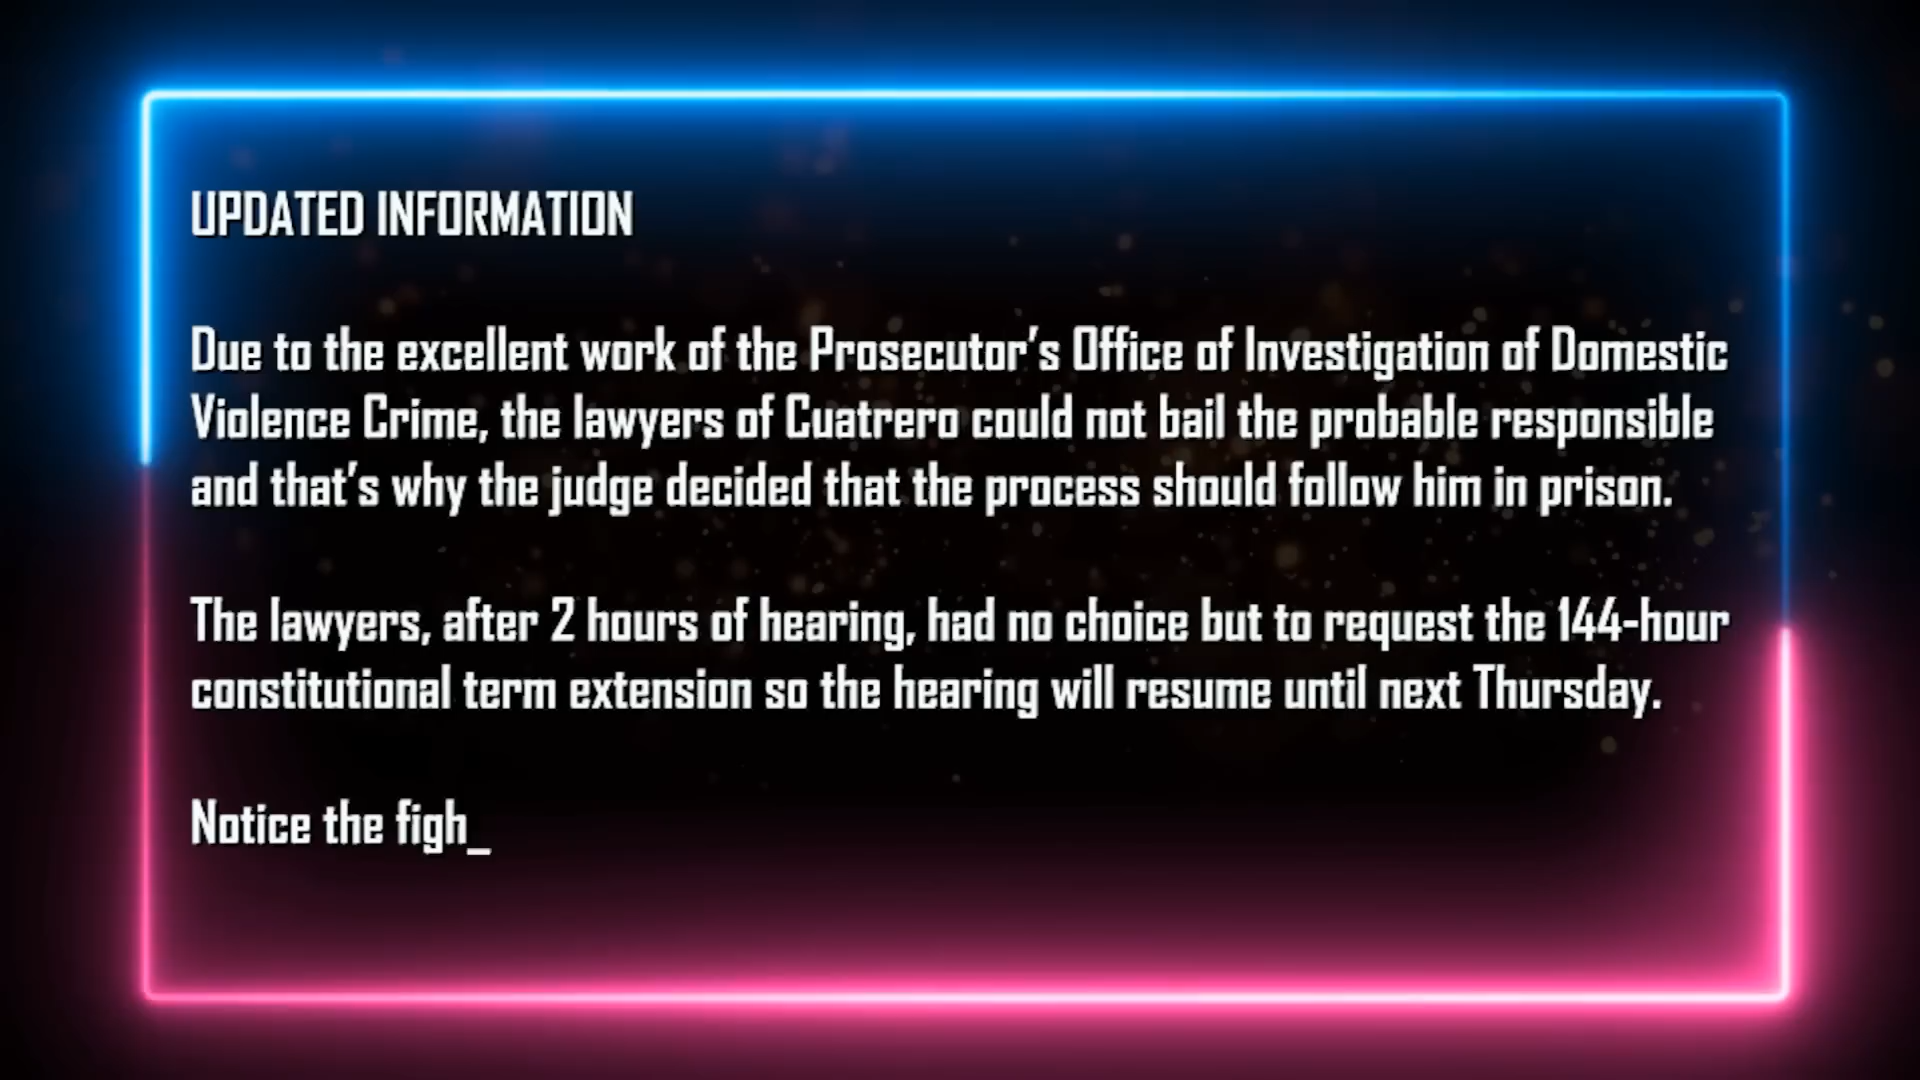 UPDATED INFORMATION
Due to the excellent work of the Prosecutor's Office of Investigation of Domestic
Violence Crime, the lawyers of Cuatrero could not bail the probable responsible
and that's why the judge decided that the process should follow him in prison.
The lawyers, after 2 hours of hearing, had no choice but to request the 144-hour
constitutional term extension so the hearing will resume until next Thursday.
Notice the figh_